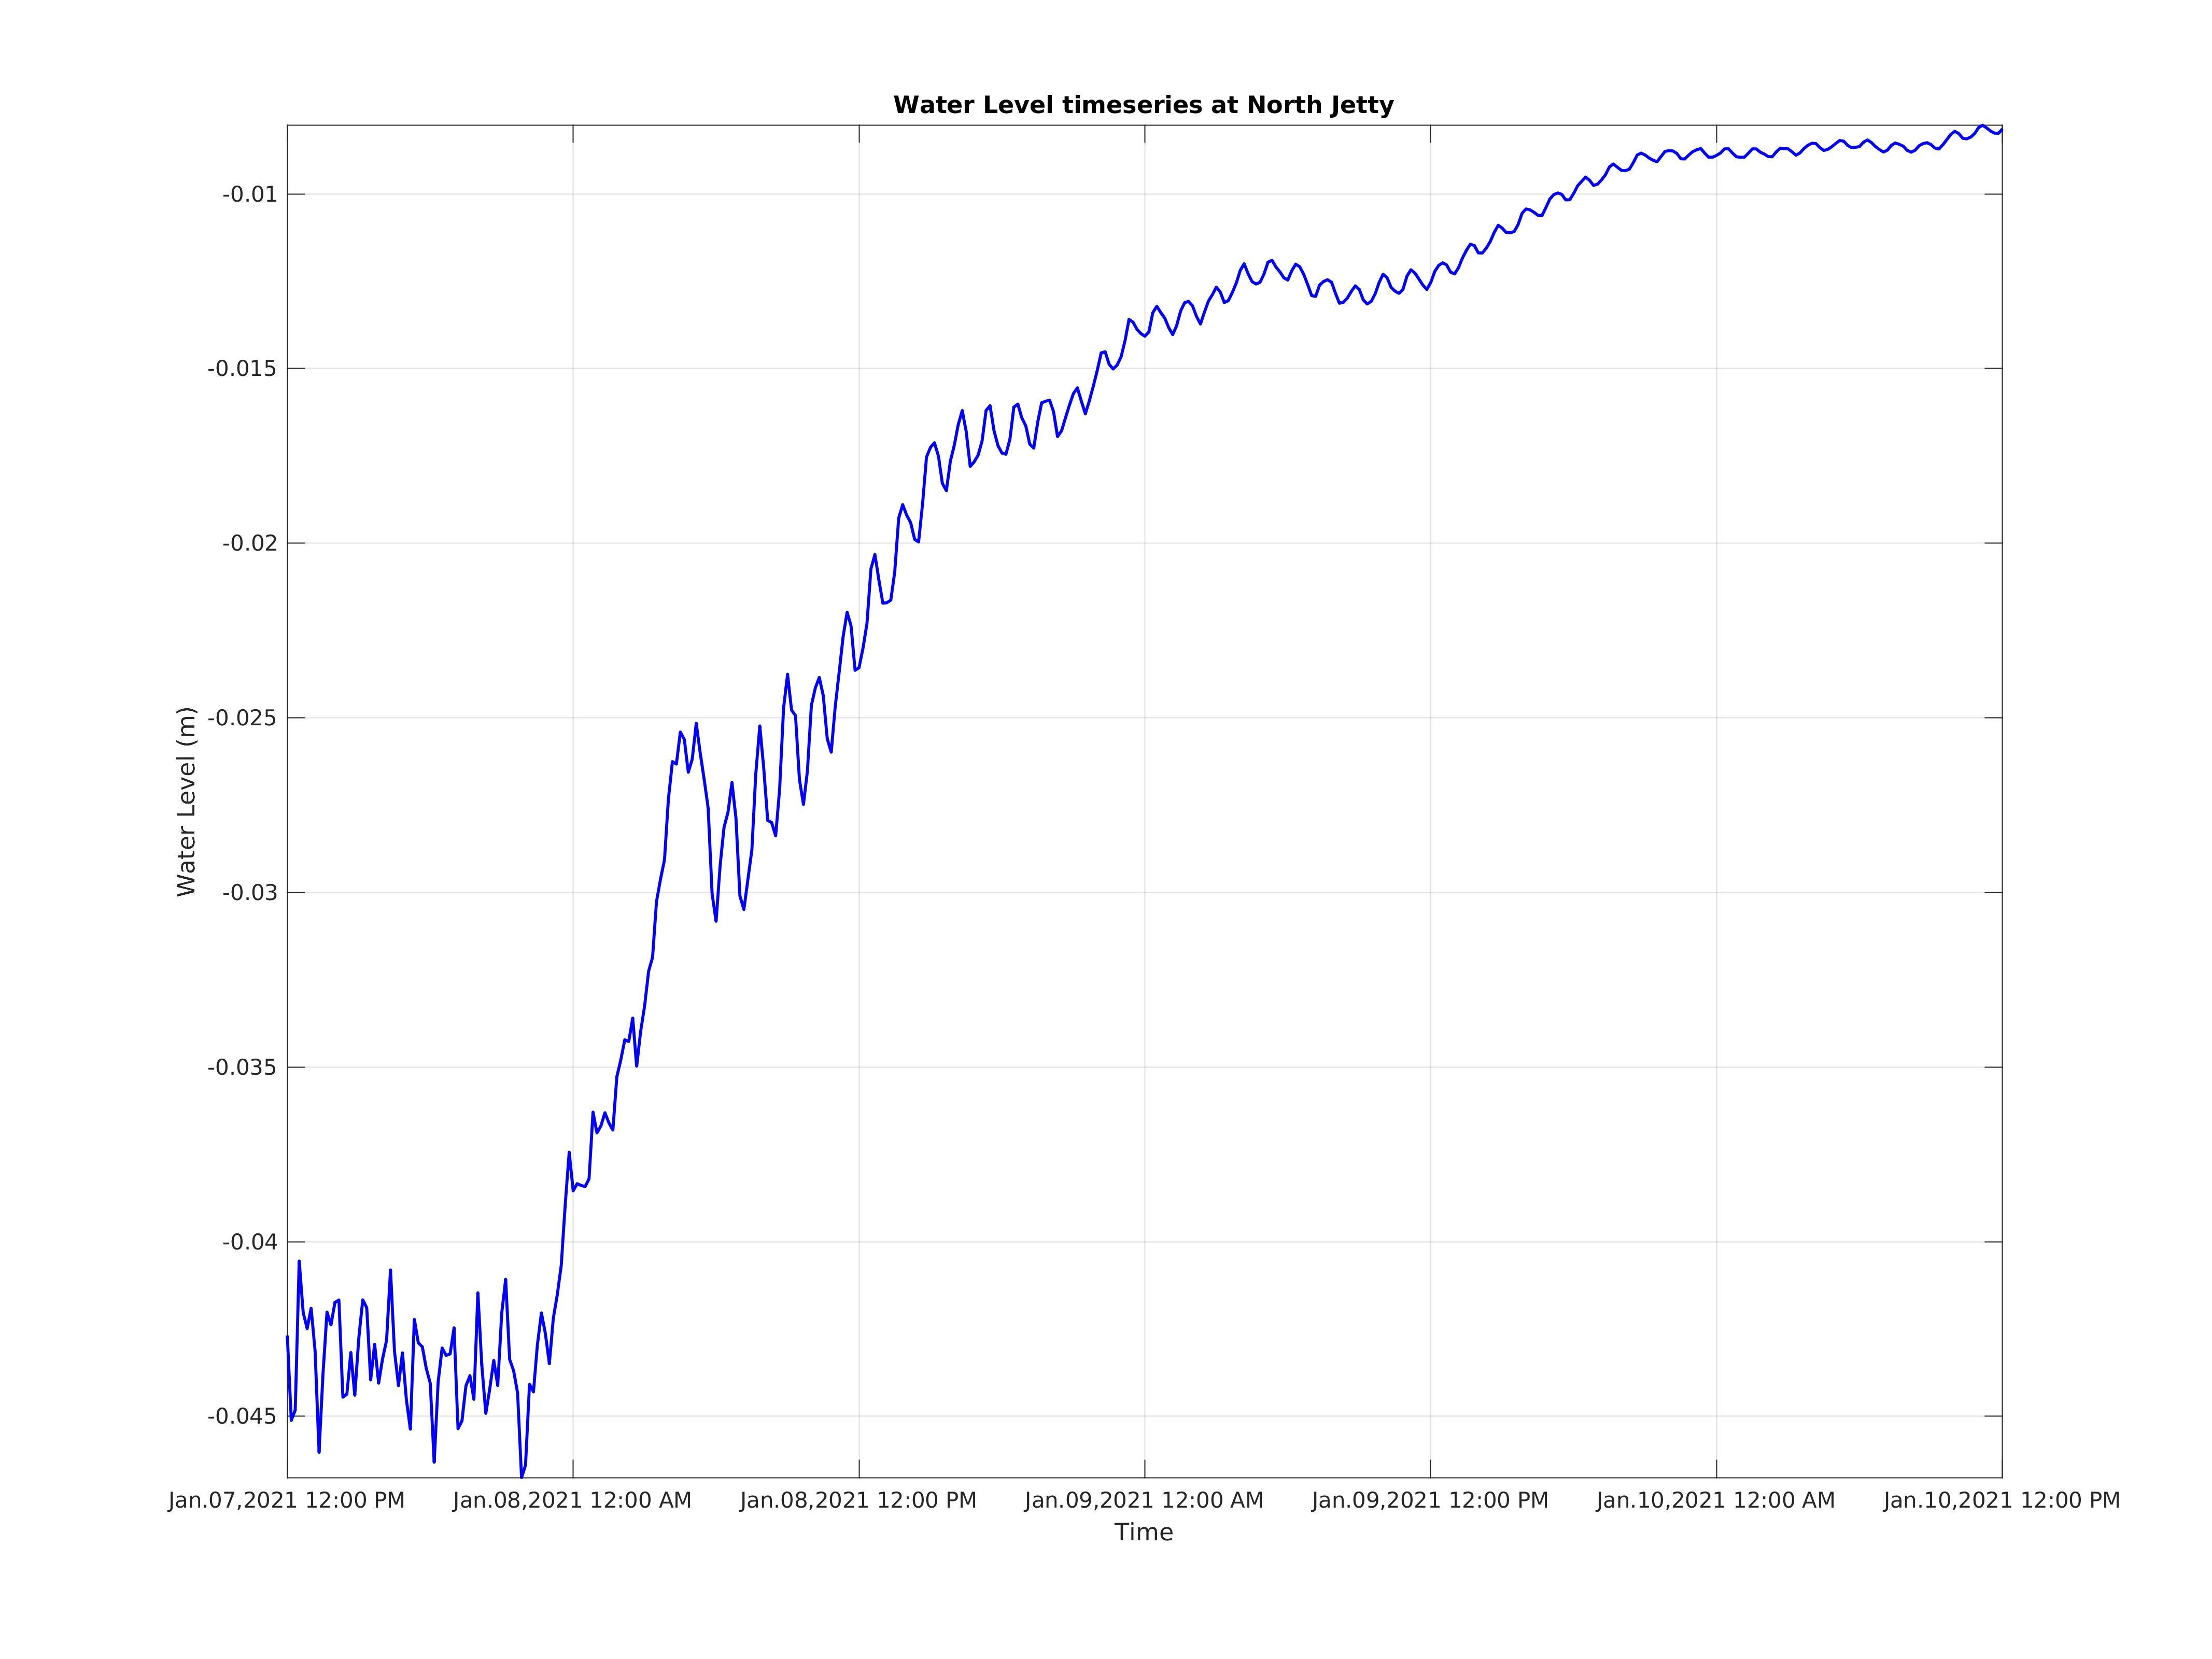 Water Level timeseries at North Jetty
-0.01
-0.015
-0.02
-0.025
-0.03
-0.035
-0.04
-0.045
Water Level (m)
Jan.07,2021 12:00 PM
Jan.08,2021 12:00 AM
Jan.08,2021 12:00 PM
Jan.09,2021 12:00 AM
Jan.09,2021 12:00 PM
Jan.10,2021 12:00 AM
Jan.10,2021 12:00 PM
Time